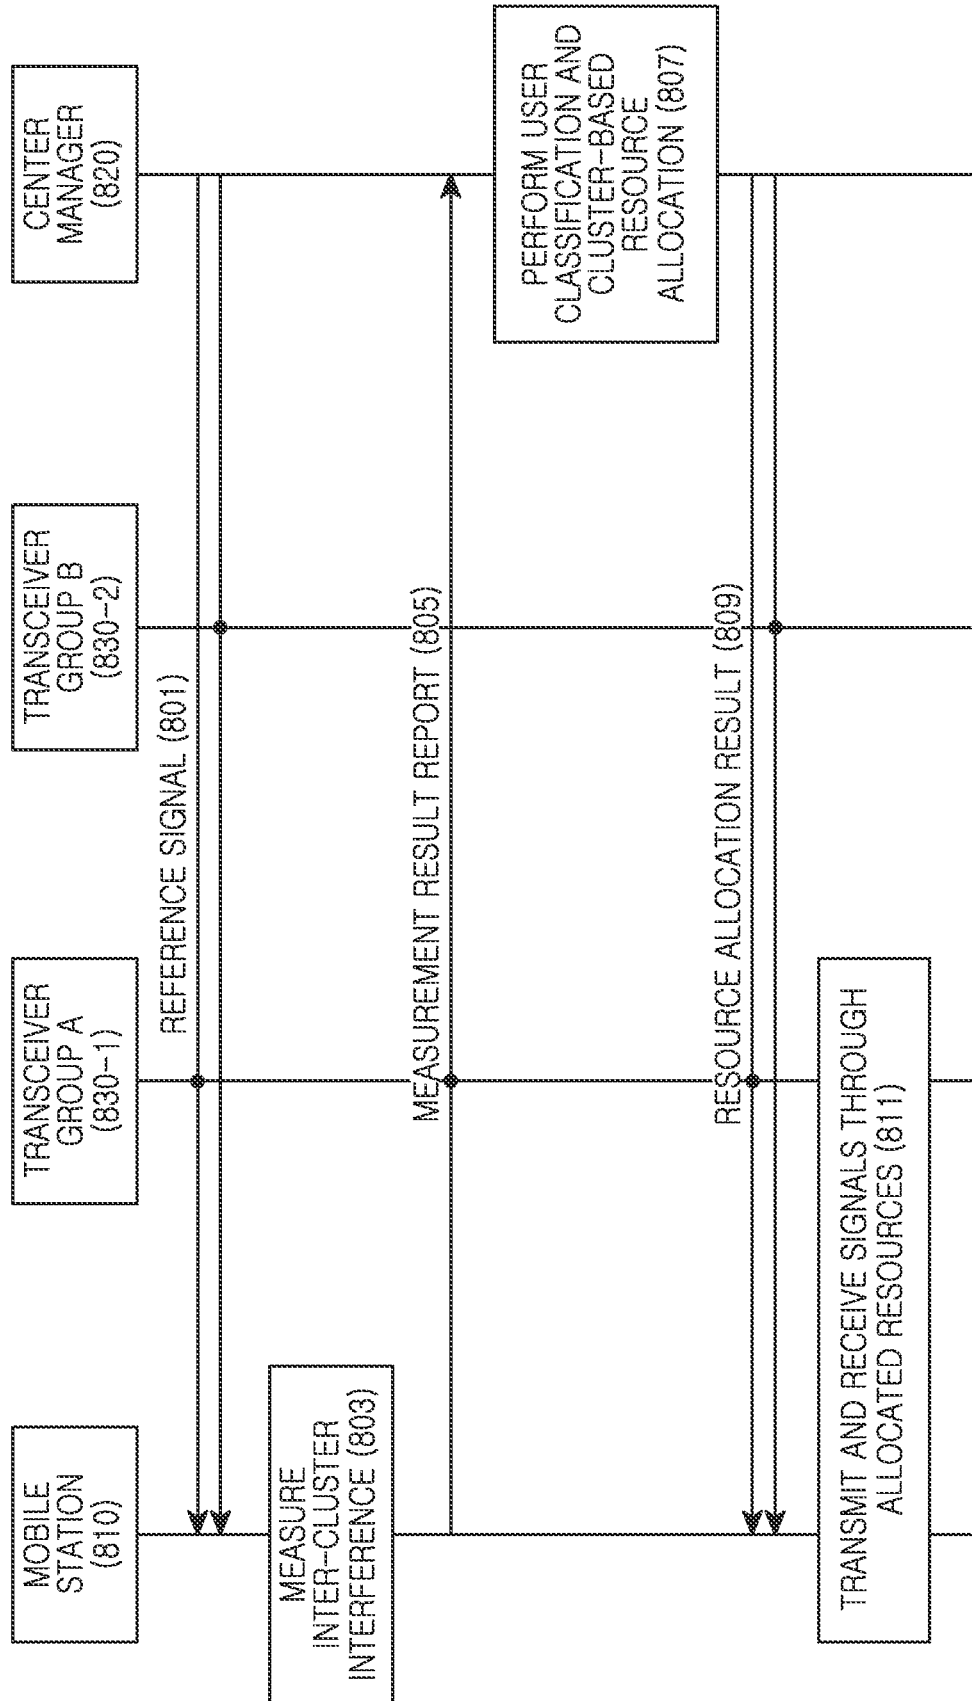 MOBILE
STATION
(810)
TRANSCEIVER
GROUP A
(830-1)
TRANSCEIVER
GROUP B
(830-2)
CENTER
MANAGER
(820)
REFERENCE SIGNAL (801)
MEASURE
INTER-CLUSTER
INTERFERENCE (803)
MEASUREMENT RESULT REPORT (805)
PERFORM USER
CLASSIFICATION AND
CLUSTER-BASED
RESOURCE
ALLOCATION (807)
RESOURCE ALLOCATION RESULT (809)
TRANSMIT AND RECEIVE SIGNALS THROUGH
ALLOCATED RESOURCES (811)